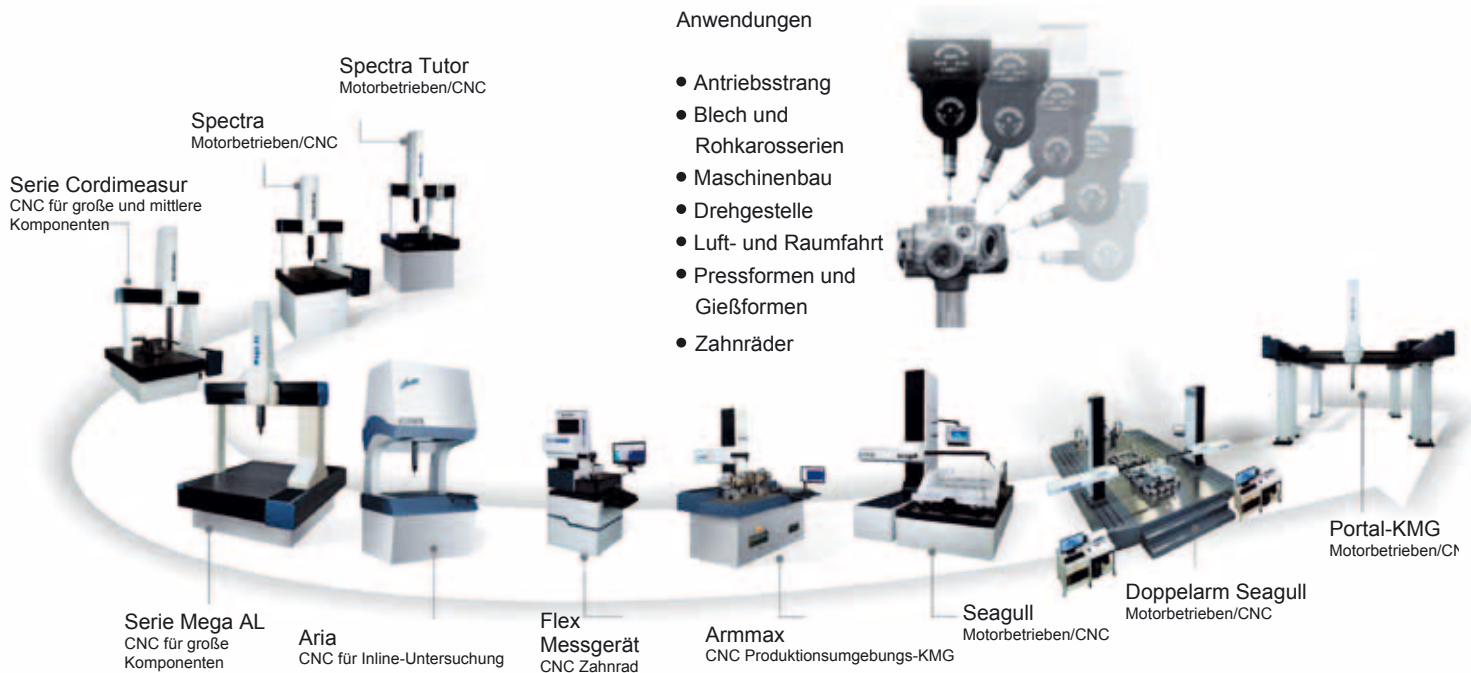 Anwendungen
● Antriebsstrang
● Blech und
Rohkarosserien
● Maschinenbau
● Drehgestelle
● Luft- und Raumfahrt
● Pressformen und
Gießformen
● Zahnräder
Spectra Tutor
Motorbetrieben/CNC
Spectra
Motorbetrieben/CNC
Serie Cordimeasur
CNC für große und mittlere
Komponenten
Mega AL
Serie Mega AL
CNC für große
Komponenten
Aria
CNC für Inline-Untersuchung
Flex
Messgerät
CNC Zahnrad
Armmax
CNC Produktionsumgebungs-KMG
Seagull
Motorbetrieben/CNC
Doppelarm Seagull
Motorbetrieben/CNC
Portal-KMG
Motorbetrieben/CN